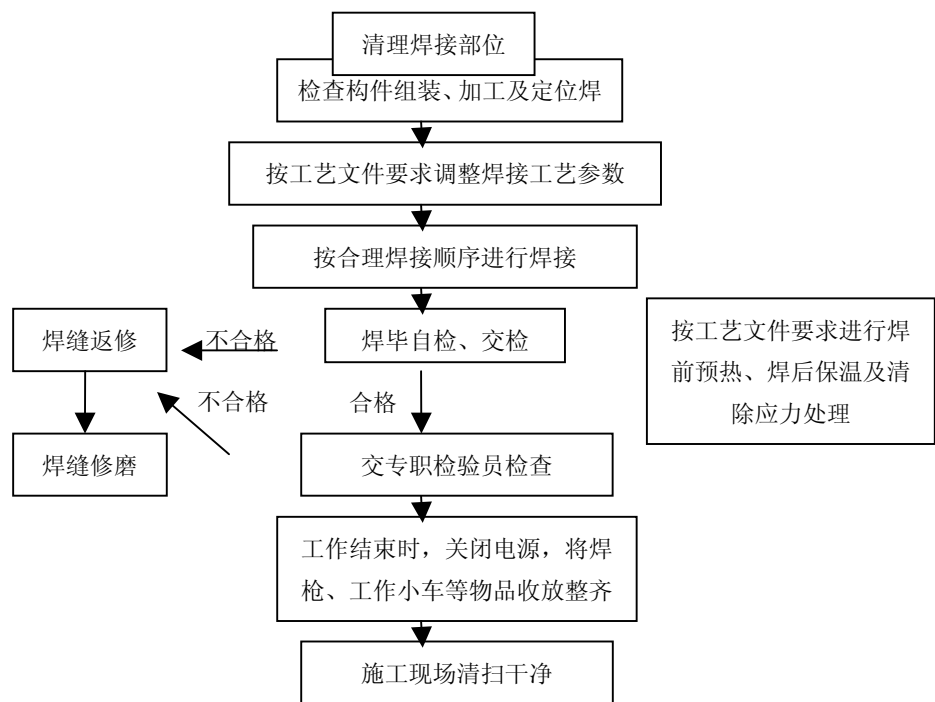 清理焊接部位
检查构件组装、加工及定位焊
按工艺文件要求调整焊接工艺参数
按合理焊接顺序进行焊接
焊缝返修
不合格
焊毕自检、交检
按工艺文件要求进行焊
前预热、焊后保温及清
除应力处理
不合格
合格
焊缝修磨
交专职检验员检查
工作结束时，关闭电源，将焊
枪、工作小车等物品收放整齐
施工现场清扫干净